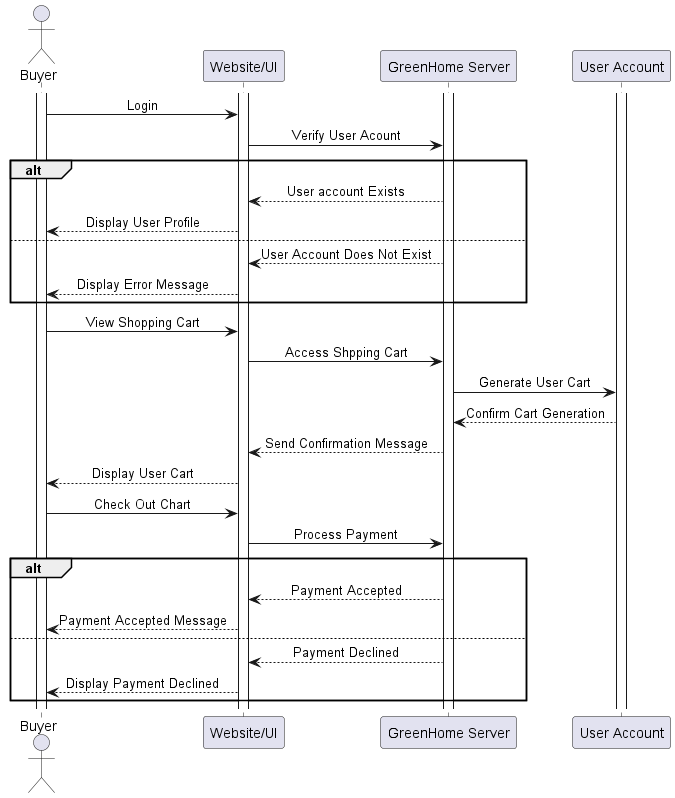 Buyer
Website/UI
GreenHome Server
User Account
Login
Verify User Acount
alt
User account Exists
Display User Profile
User Account Does Not Exist
Display Error Message
View Shopping Cart
Access Shpping Cart
Generate User Cart
Confirm Cart Generation
Send Confirmation Message
Display User Cart
Check Out Chart
Process Payment
alt
Payment Accepted
Payment Accepted Message
Payment Declined
Display Payment Declined
Buyer
Website/UI
GreenHome Server
User Account